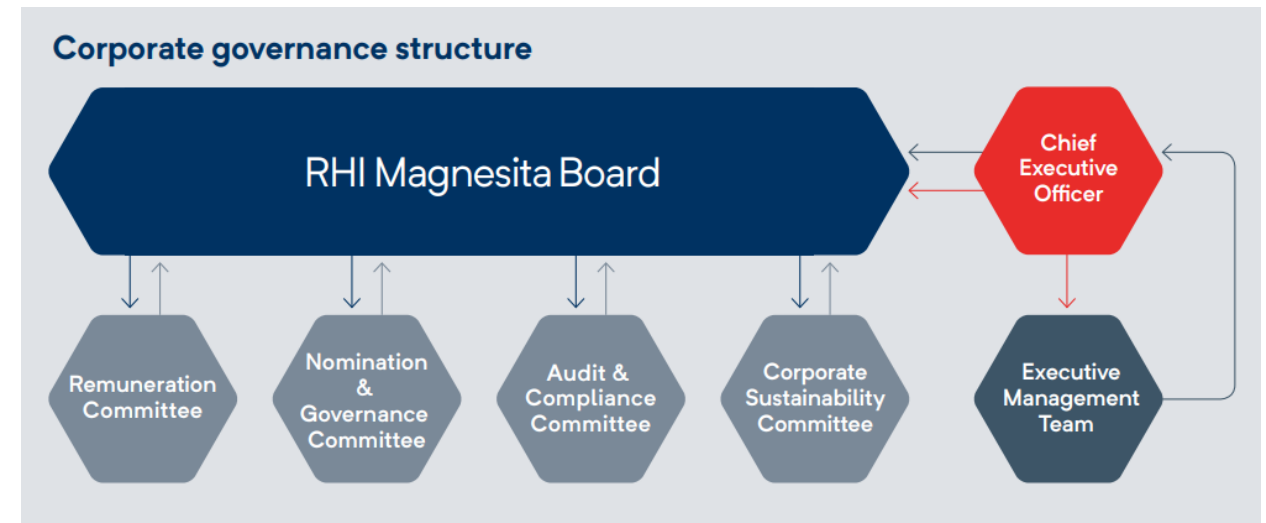 Corporate governance structure
RHI Magnesita Board
Chief
Executive
Officer
Remuneration
Committee
Nomination
&
Governance
Committee
Audit &
Compliance
Committee
Corporate
Sustainability
Committee
Executive
Management
Team